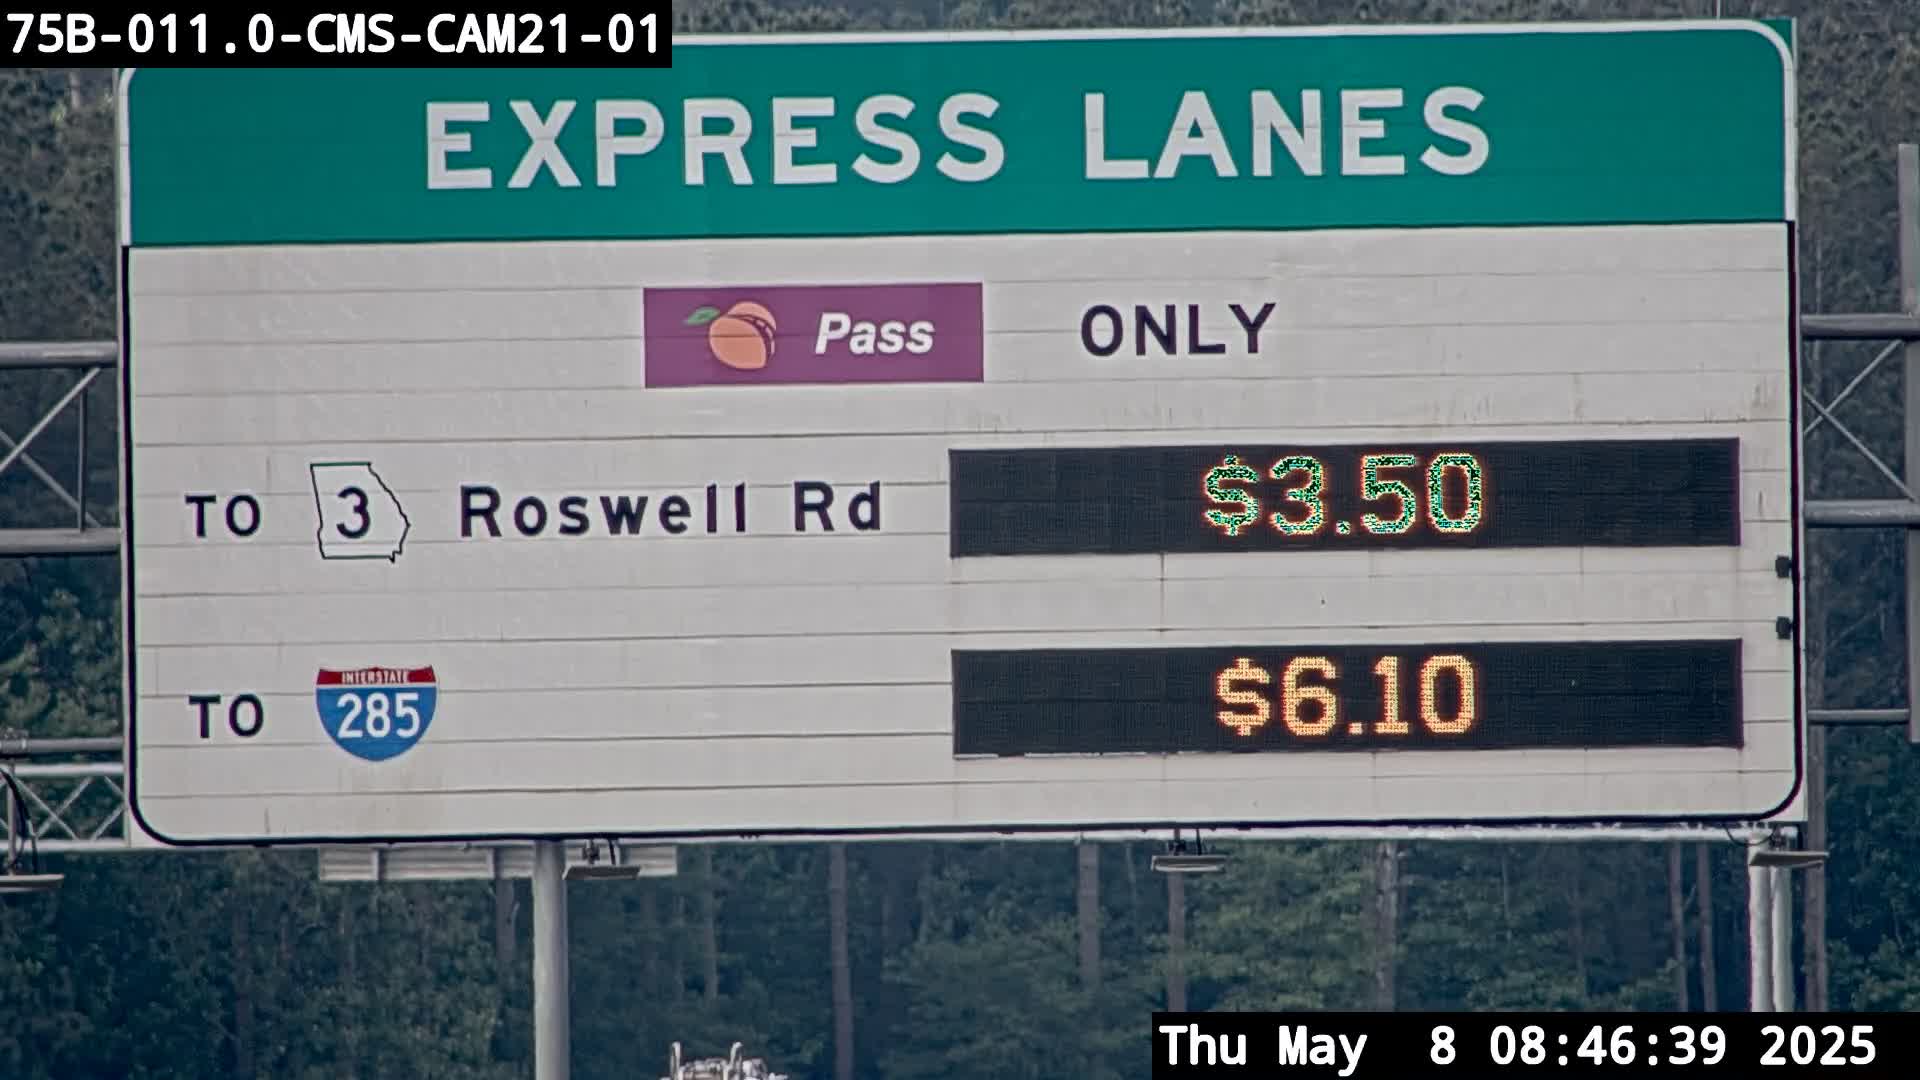 75B-011.0-CMS-CAM21-01
EXPRESS LANES
Pass ONLY
TO 3 Roswell Rd $3.50
TO INTERSTATE 285 $6.10
Thu May 8 08:46:39 2025